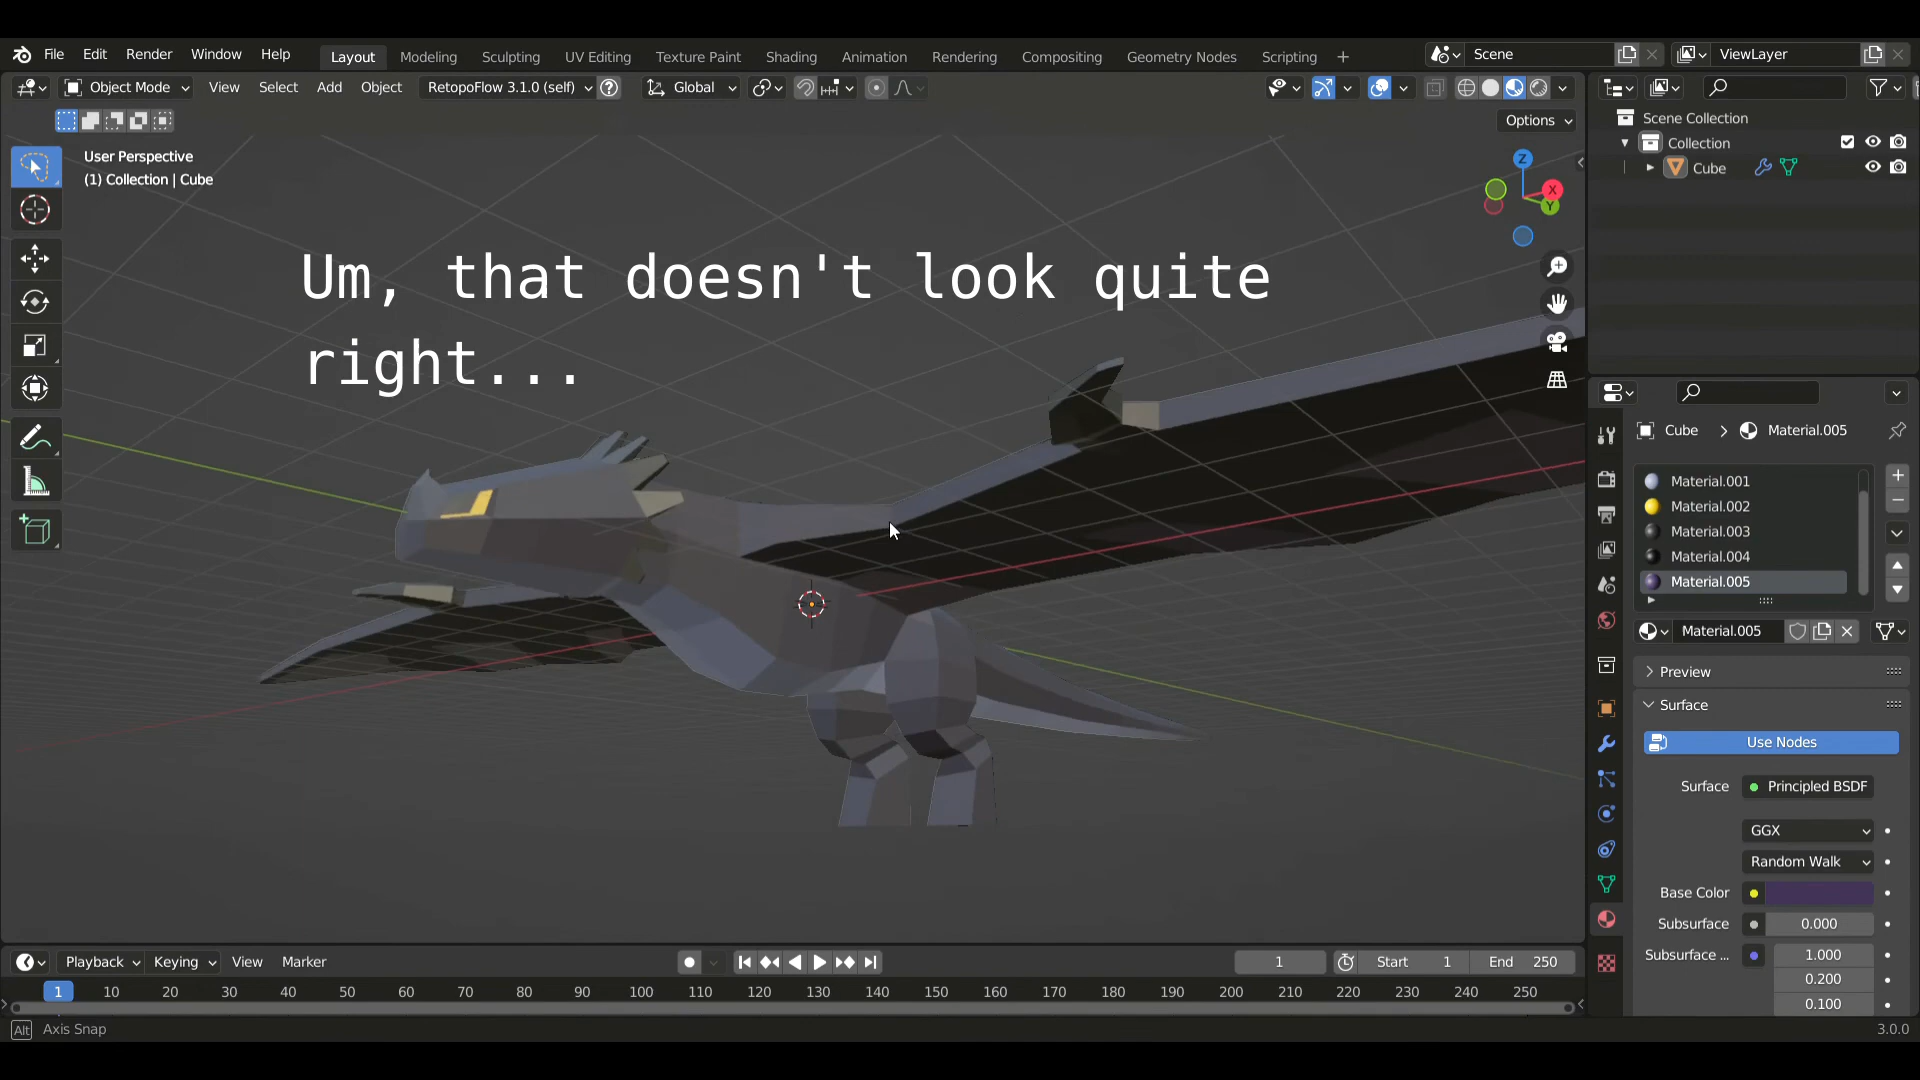 File Edit Render Window Help Layout Modeling Sculpting UV Editing Texture Paint Shading Animation Rendering Compositing Geometry Nodes Scripting + Scene ViewLayer
Object Mode View Select Add Object RetopoFlow 3.1.0 (self) Global
Options
User Perspective
(1) Collection | Cube
Z
X
Y
Um, that doesn't look quite
right...
Scene Collection
Collection
Cube
Cube > Material.005
Material.001
Material.002
Material.003
Material.004
Material.005
Material.005
Preview
Surface
Use Nodes
Surface Principled BSDF
GGX
Random Walk
Base Color
Subsurface 0.000
Subsurface ... 1.000
0.200
0.100
Playback Keying View Marker 1 Start 1 End 250
1 10 20 30 40 50 60 70 80 90 100 110 120 130 140 150 160 170 180 190 200 210 220 230 240 250
Alt Axis Snap 3.0.0